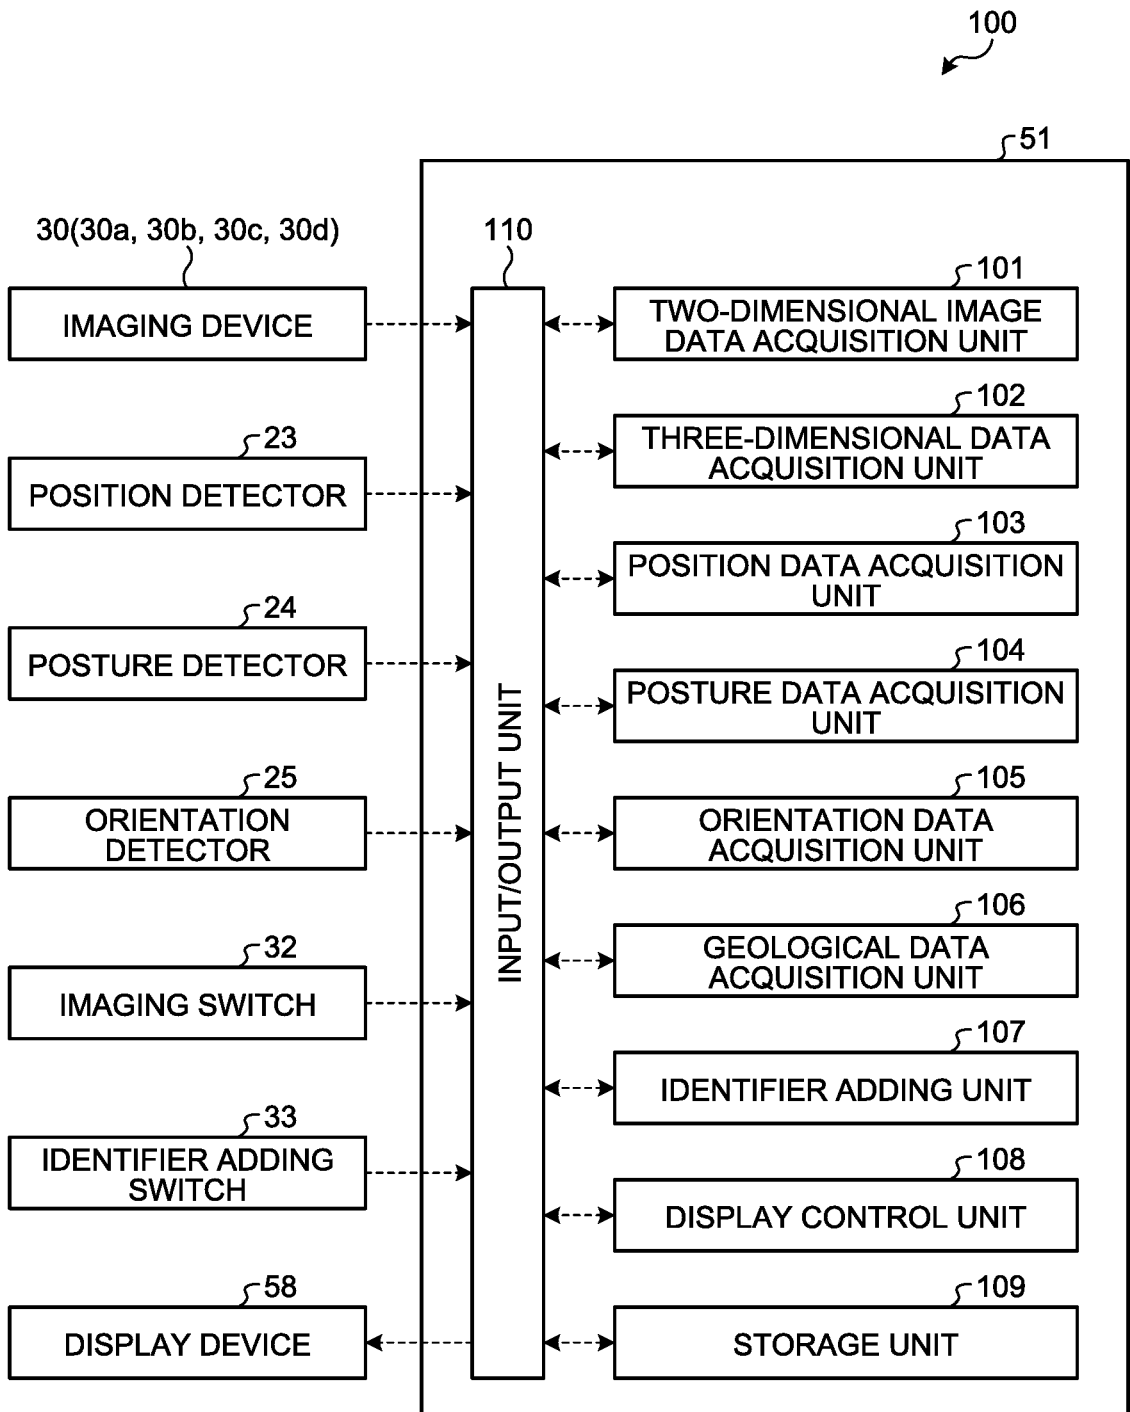 100
51
30(30a, 30b, 30c, 30d)
IMAGING DEVICE
23
POSITION DETECTOR
24
POSTURE DETECTOR
25
ORIENTATION
DETECTOR
32
IMAGING SWITCH
33
IDENTIFIER ADDING
SWITCH
58
DISPLAY DEVICE
110
INPUT/OUTPUT UNIT
101
TWO-DIMENSIONAL IMAGE
DATA ACQUISITION UNIT
102
THREE-DIMENSIONAL DATA
ACQUISITION UNIT
103
POSITION DATA ACQUISITION
UNIT
104
POSTURE DATA ACQUISITION
UNIT
105
ORIENTATION DATA
ACQUISITION UNIT
106
GEOLOGICAL DATA
ACQUISITION UNIT
107
IDENTIFIER ADDING UNIT
108
DISPLAY CONTROL UNIT
109
STORAGE UNIT